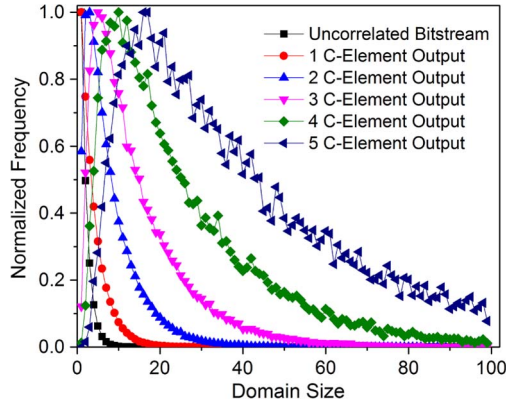 Normalized Frequency
1.0
0.8
0.6
0.4
0.2
0.0
Uncorrelated Bitstream
1 C-Element Output
2 C-Element Output
3 C-Element Output
4 C-Element Output
5 C-Element Output
0 20 40 60 80 100
Domain Size